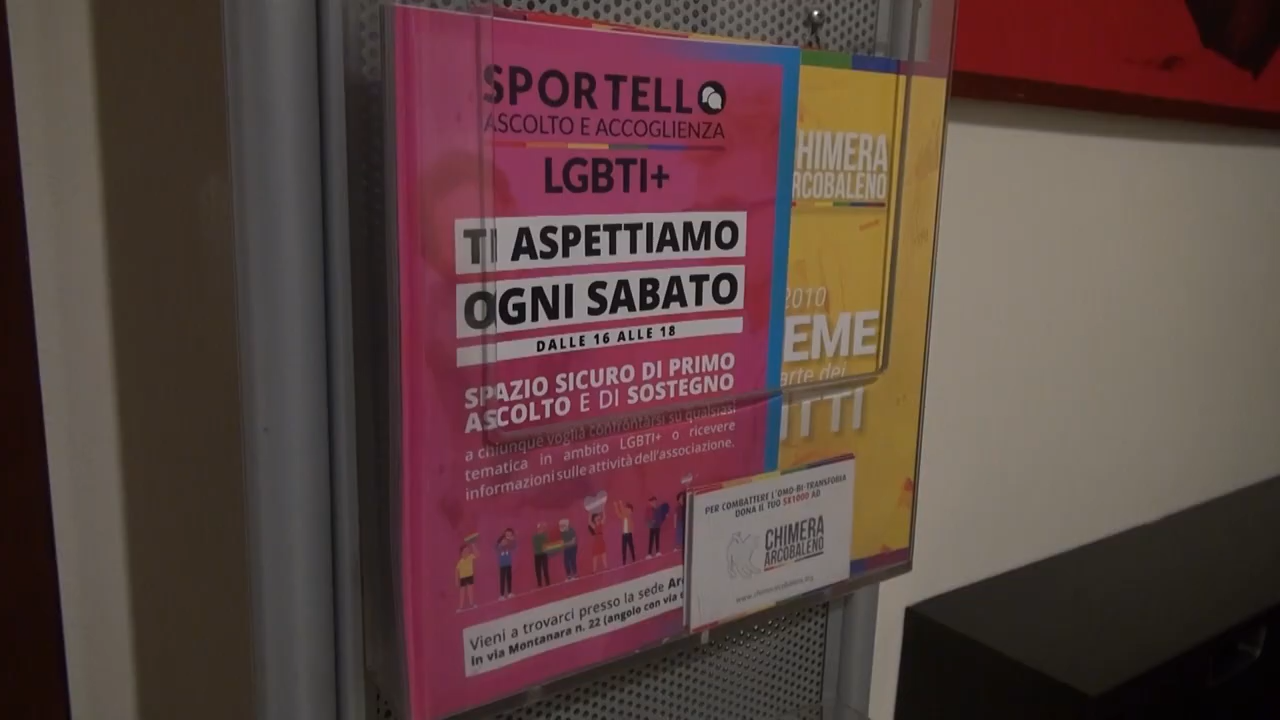 SPORTELLO
ASCOLTO E ACCOGLIENZA
LGBTI+
TI ASPETTIAMO
OGNI SABATO
DALLE 16 ALLE 18
SPAZIO SICURO DI PRIMO
ASCOLTO E DI SOSTEGNO
a chiunque voglia confrontarsi su qualsiasi
tematica in ambito LGBTI+ o ricevere
informazioni sulle attività dell'associazione.
Vieni a trovarci presso la sede
in via Montanara n. 22 (angolo con via
CHIMERA
ARCOBALENO
2010
EME
arte dei
TTI
PER COMBATTERE L'OMO-BI-TRANSFOBIA
DONA IL TUO 5X1000 AD
CHIMERA
ARCOBALENO